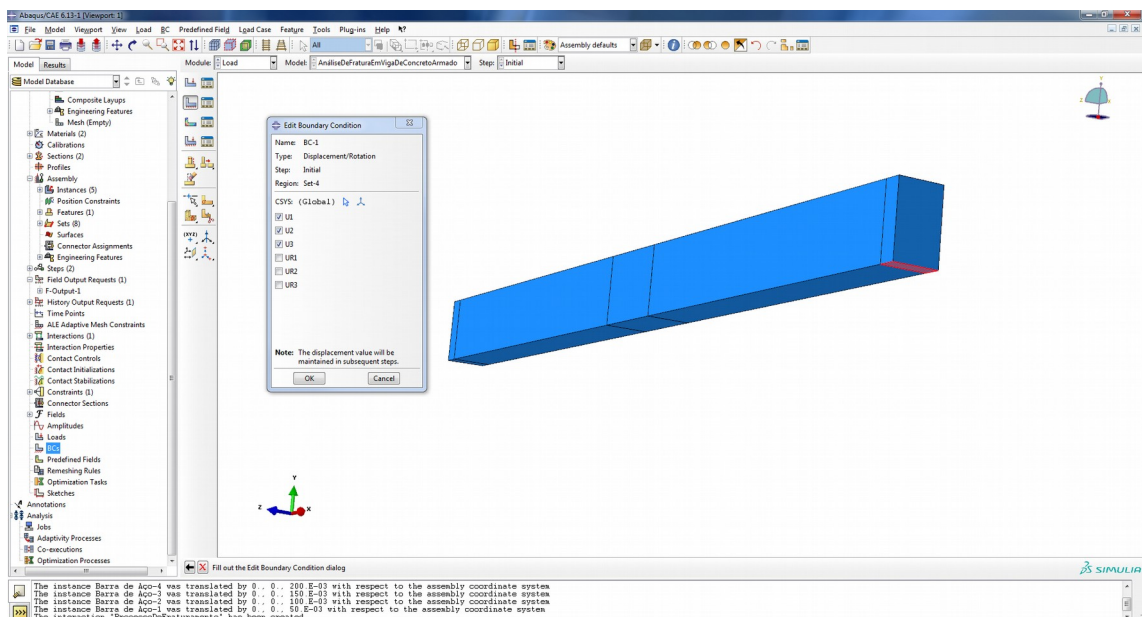 Abaqus/CAE 6.13-1 [Viewport: 1]
File Model Viewport View Load BC Predefined Field Load Case Feature Tools Plug-ins Help
All Assembly defaults
Model Results Module: Load Model: AnáliseDeFraturaEmVigaDeConcretoArmado Step: Initial
Model Database
Composite Layups
Engineering Features
Mesh (Empty)
Materials (2)
Calibrations
Sections (2)
Profiles
Assembly
Instances (5)
Position Constraints
Features (1)
Sets (8)
Surfaces
Connector Assignments
Engineering Features
Steps (2)
Field Output Requests (1)
F-Output-1
History Output Requests (1)
Time Points
ALE Adaptive Mesh Constraints
Interactions (1)
Interaction Properties
Contact Controls
Contact Initializations
Contact Stabilizations
Constraints (1)
Connector Sections
Fields
Amplitudes
Loads
BCs
Predefined Fields
Remeshing Rules
Optimization Tasks
Sketches
Annotations
Analysis
Jobs
Adaptivity Processes
Co-executions
Optimization Processes
(XYZ)
Edit Boundary Condition
Name: BC-1
Type: Displacement/Rotation
Step: Initial
Region: Set-4
CSYS: (Global)
U1
U2
U3
UR1
UR2
UR3
Note: The displacement value will be
maintained in subsequent steps.
OK Cancel
Y
Z X
Y
Z X
Fill out the Edit Boundary Condition dialog
SIMULIA
The instance Barra de Aço-4 was translated by 0., 0., 200.E-03 with respect to the assembly coordinate system
The instance Barra de Aço-3 was translated by 0., 0., 150.E-03 with respect to the assembly coordinate system
The instance Barra de Aço-2 was translated by 0., 0., 100.E-03 with respect to the assembly coordinate system
The instance Barra de Aço-1 was translated by 0., 0., 50.E-03 with respect to the assembly coordinate system
The interaction "ProcessoDeFraturamento" has been created.